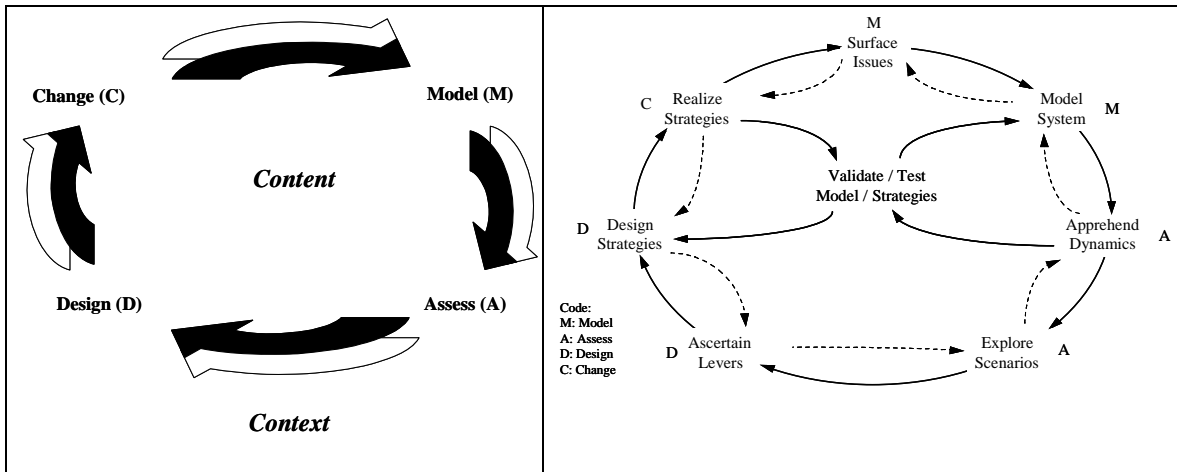 Change (C)
Model (M)
Content
Design (D)
Assess (A)
Context
M
Surface
Issues
C
Realize
Strategies
Model
System
M
Validate / Test
Model / Strategies
D
Design
Strategies
Apprehend
Dynamics
A
Code:
M: Model
A: Assess
D: Design
C: Change
D
Ascertain
Levers
Explore
Scenarios
A